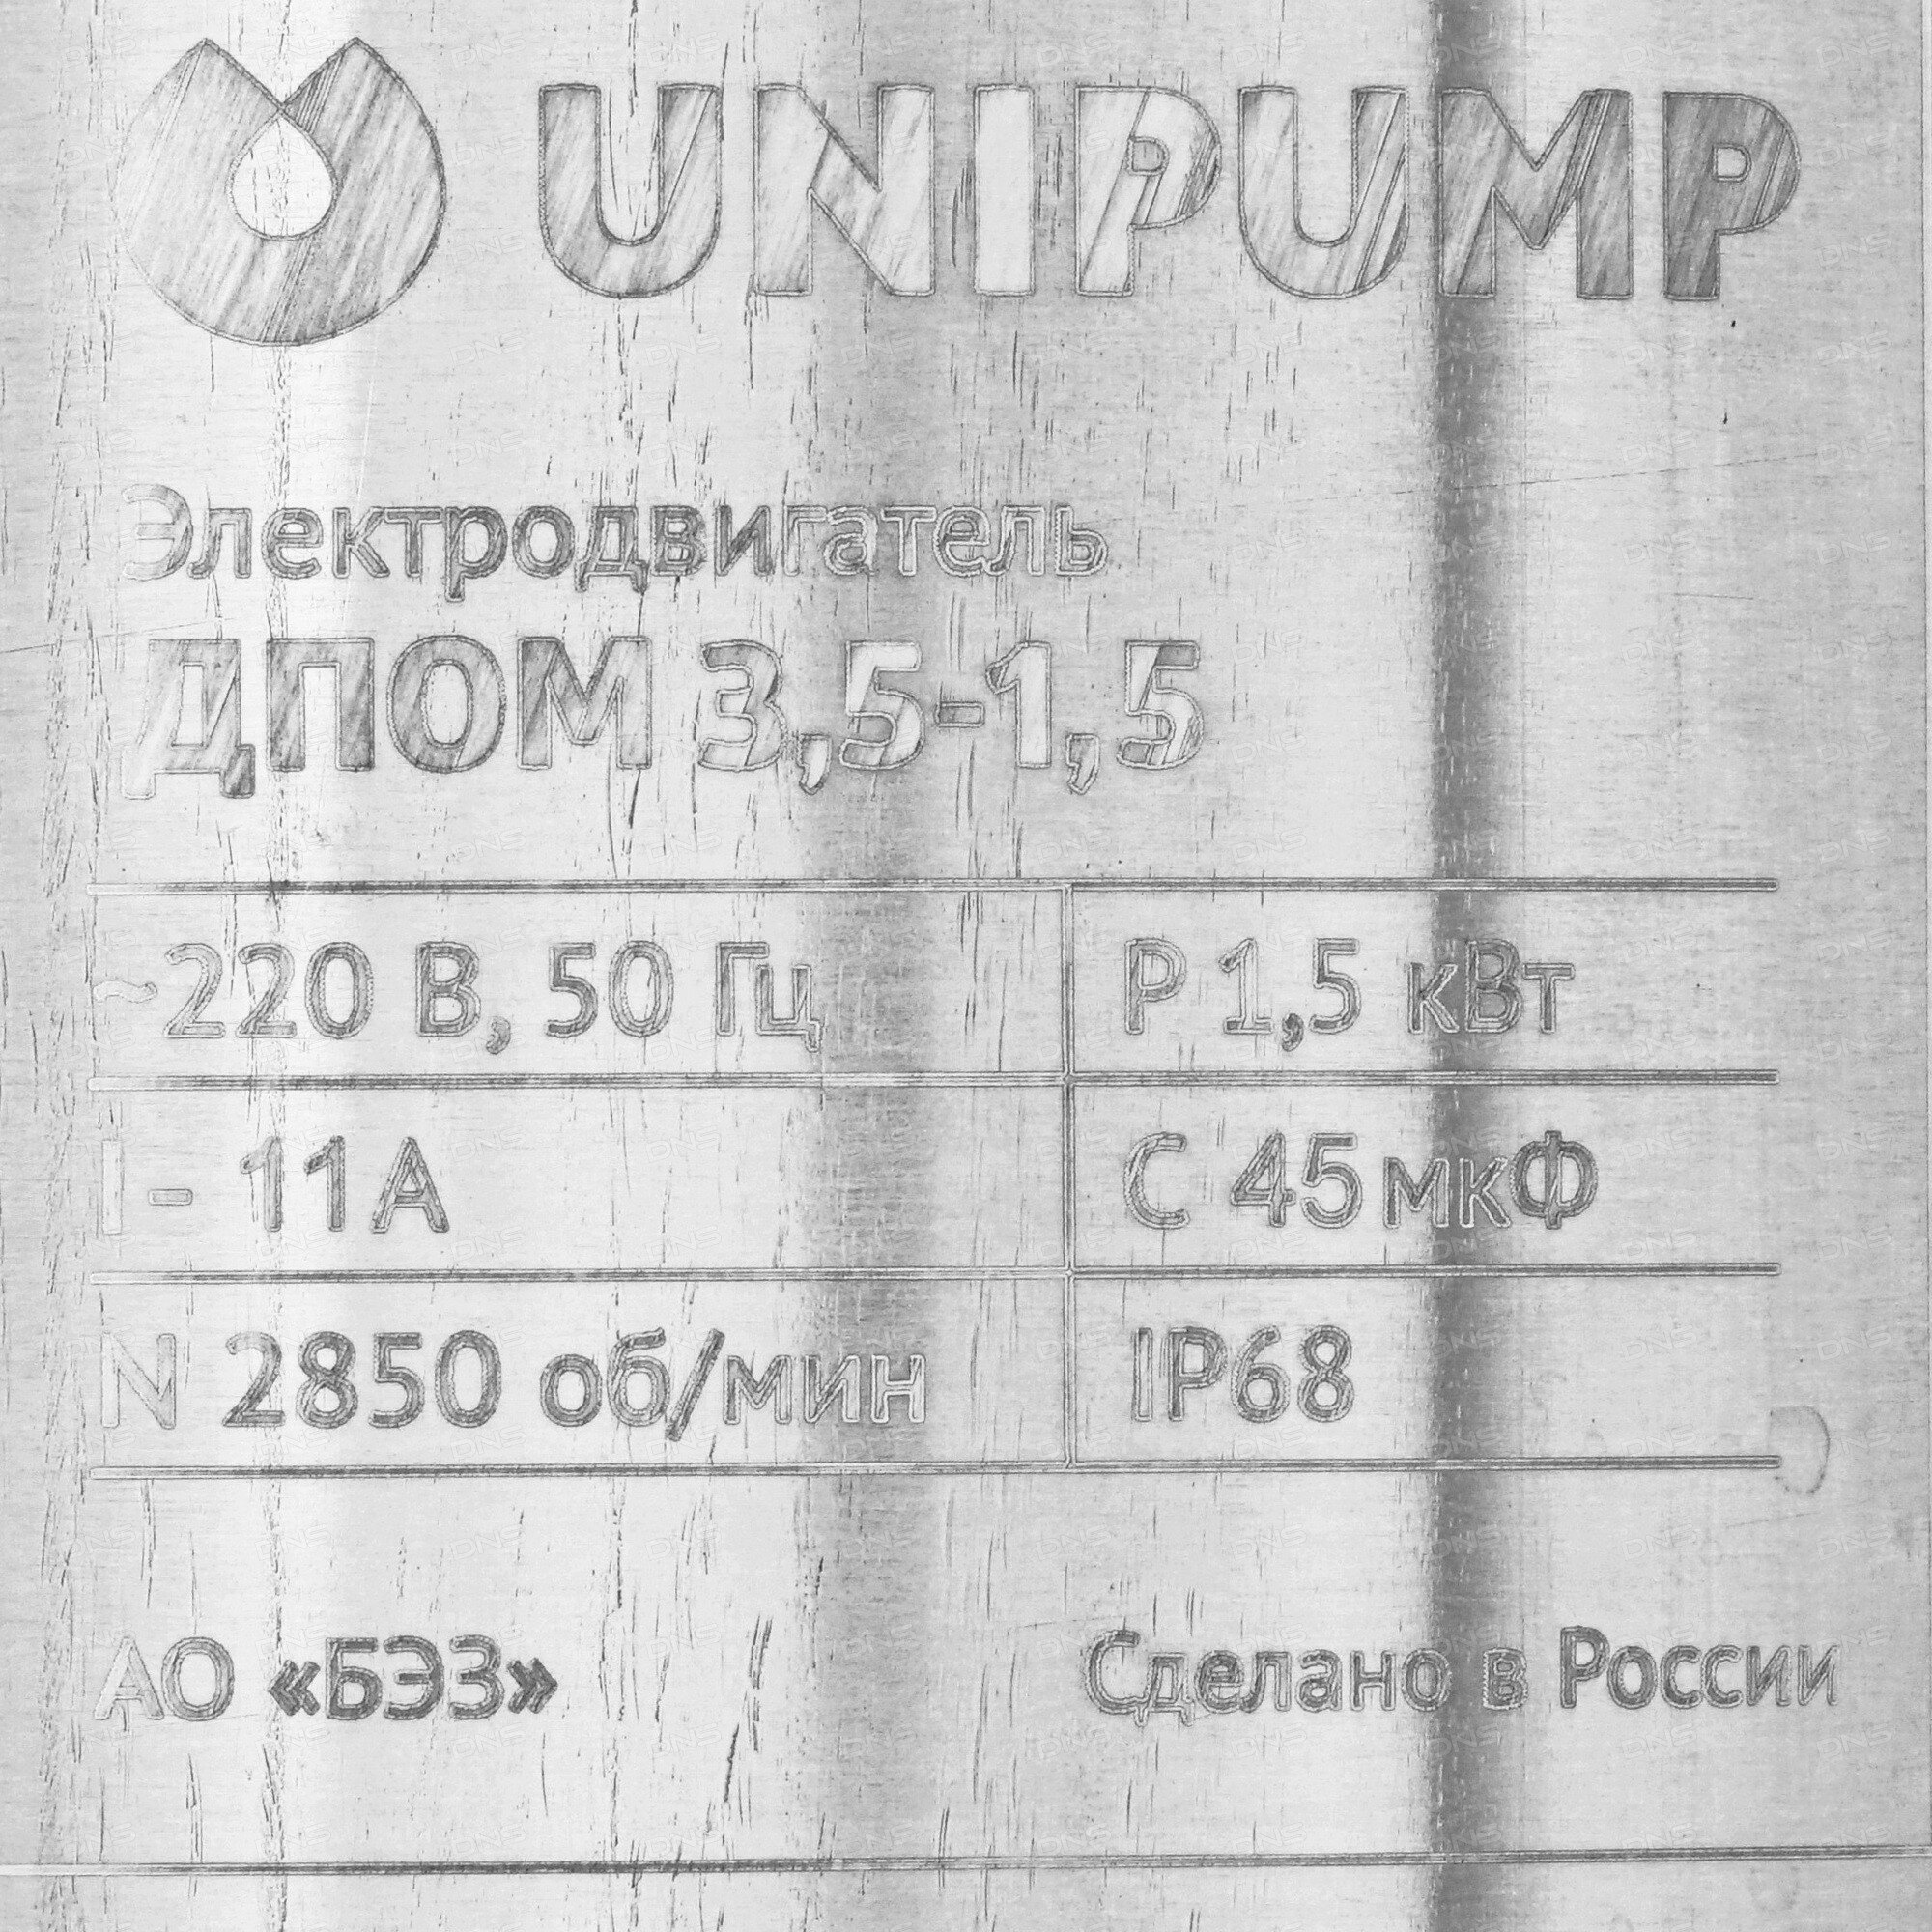 UNIPUMP
Электродвигатель
ДПОМ 3,5-1,5
~220 В, 50 Гц
P 1,5 кВт
I - 11 А
C 45 мкФ
N 2850 об/мин
IP68
АО «БЭЗ»
Сделано в России